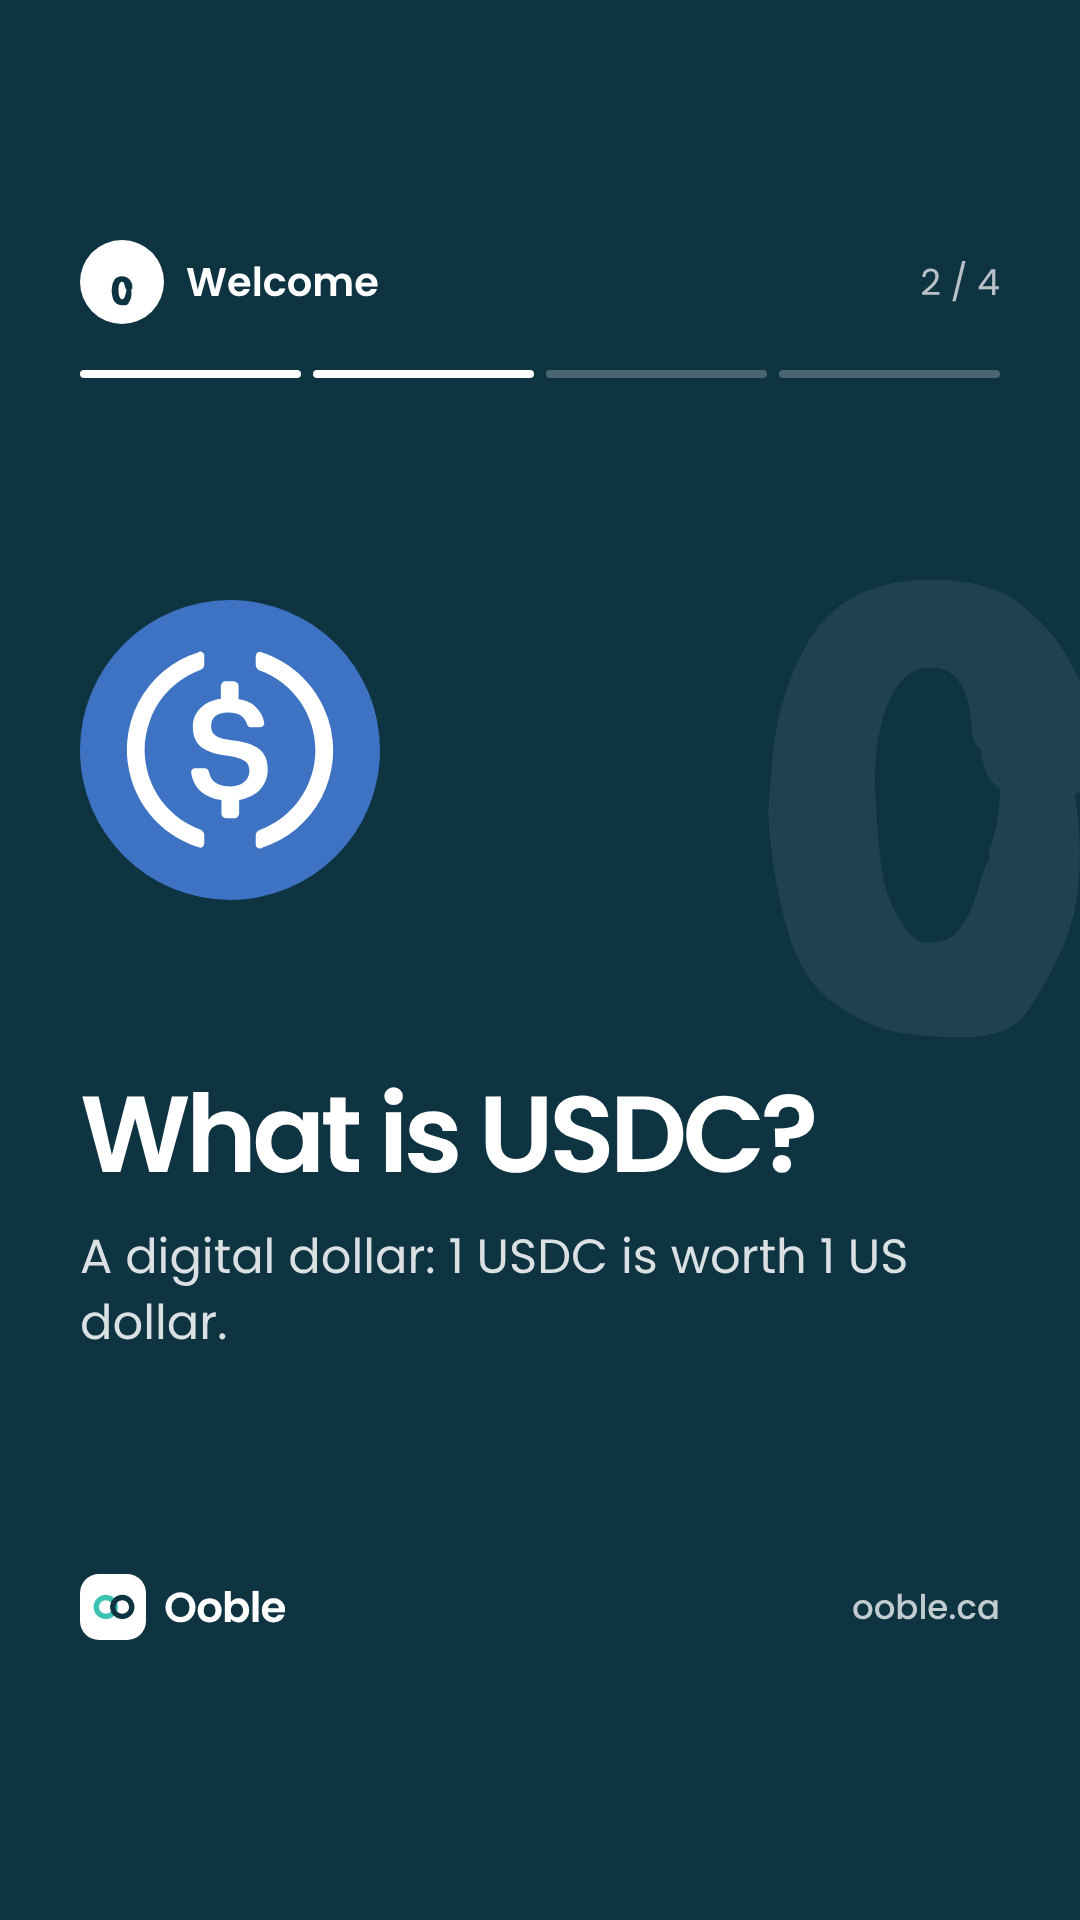 0
Welcome
2 / 4
$
0
What is USDC?
A digital dollar: 1 USDC is worth 1 US
dollar.
Ooble
ooble.ca